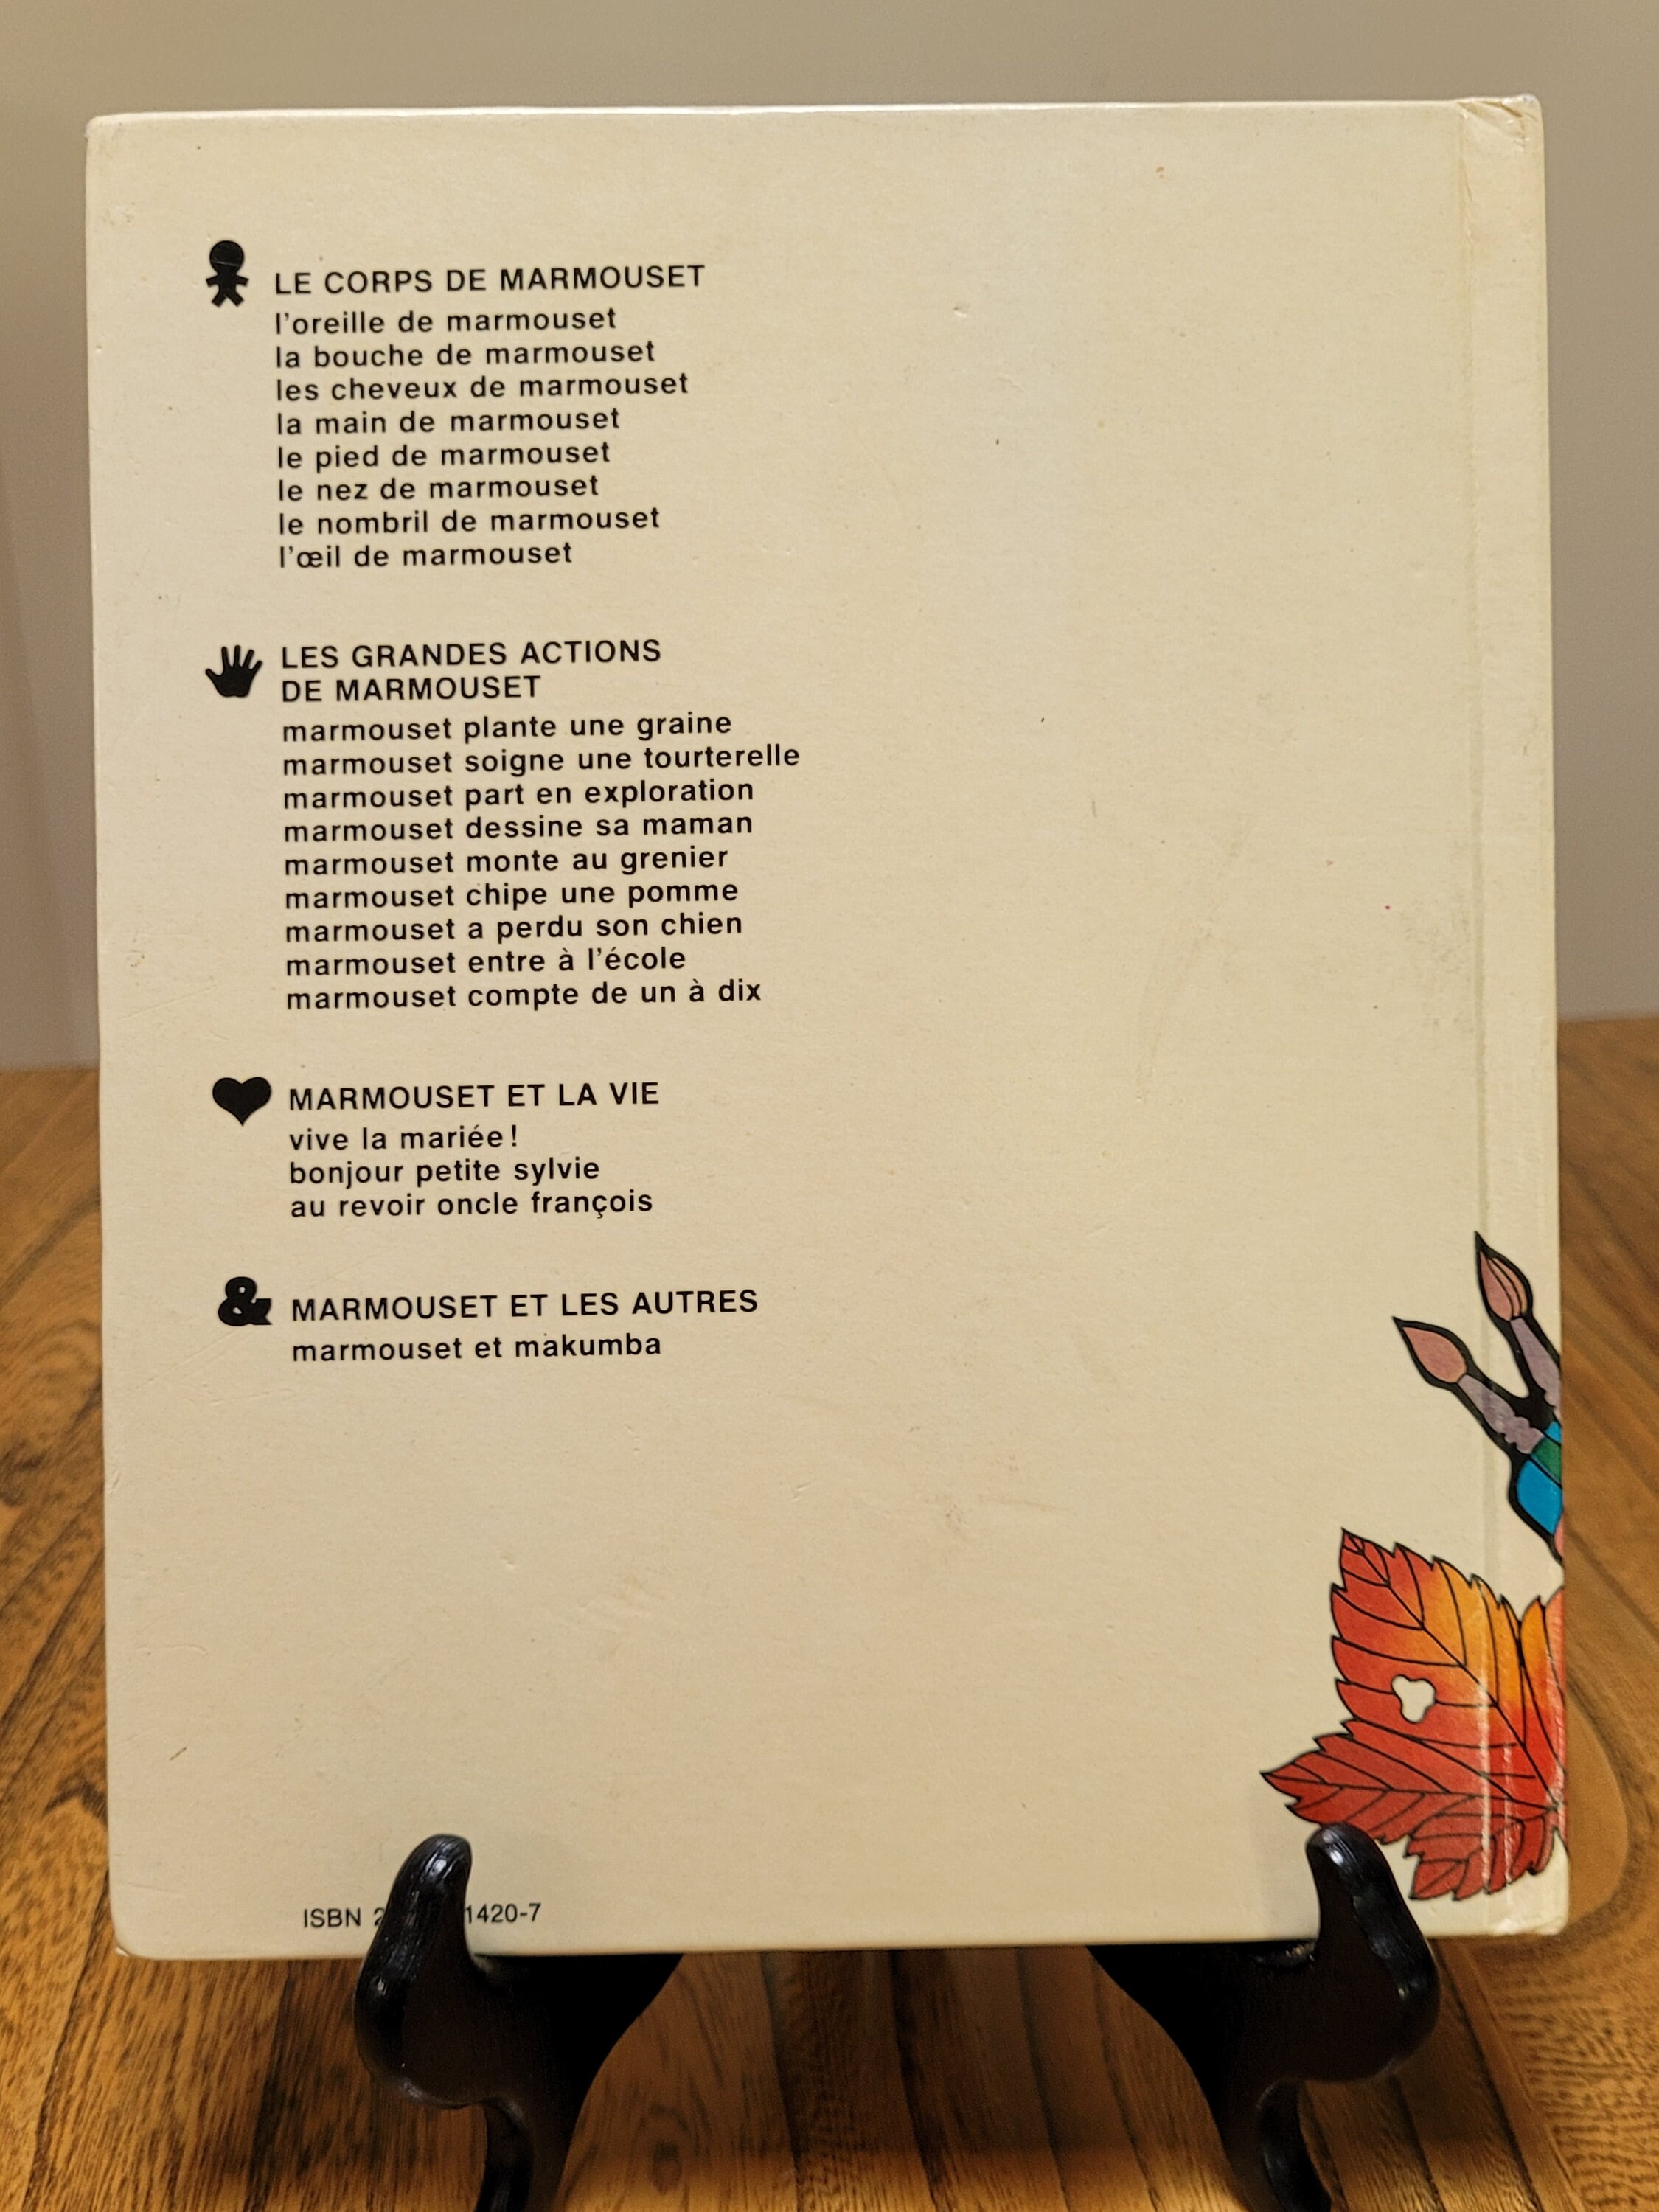 LE CORPS DE MARMOUSET
l'oreille de marmouset
la bouche de marmouset
les cheveux de marmouset
la main de marmouset
le pied de marmouset
le nez de marmouset
le nombril de marmouset
l'œil de marmouset
LES GRANDES ACTIONS
DE MARMOUSET
marmouset plante une graine
marmouset soigne une tourterelle
marmouset part en exploration
marmouset dessine sa maman
marmouset monte au grenier
marmouset chipe une pomme
marmouset a perdu son chien
marmouset entre à l'école
marmouset compte de un à dix
MARMOUSET ET LA VIE
vive la mariée!
bonjour petite sylvie
au revoir oncle françois
& MARMOUSET ET LES AUTRES
marmouset et makumba
ISBN 2 1420-7